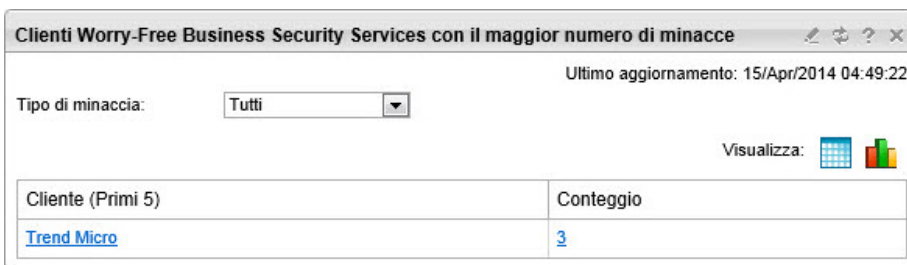 Clienti Worry-Free Business Security Services con il maggior numero di minacce
Ultimo aggiornamento: 15/Apr/2014 04:49:22
Tipo di minaccia: Tutti
Visualizza:
Cliente (Primi 5) Conteggio
Trend Micro 3